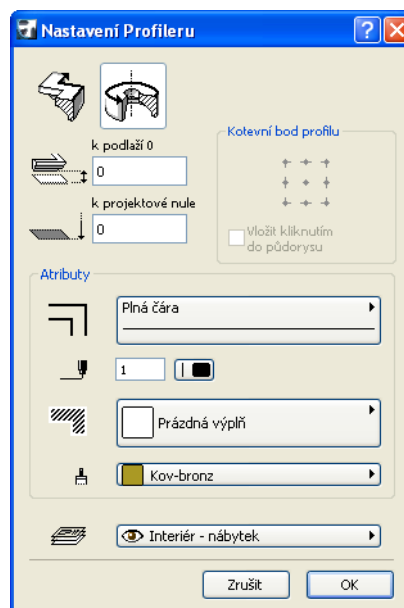 Nastavení Profileru
k podlaží 0
0
k projektové nule
0
Kotevní bod profilu
Vložit kliknutím
do půdorysu
Atributy
Plná čára
1
Prázdná výplň
Kov-bronz
Interiér - nábytek
Zrušit
OK